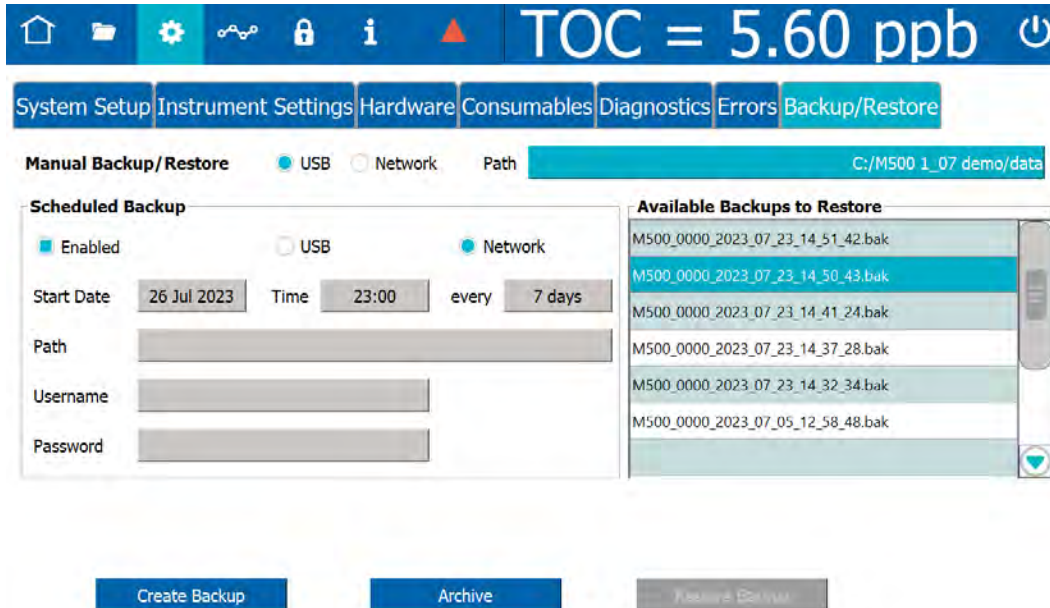 TOC = 5.60 ppb
System Setup Instrument Settings Hardware Consumables Diagnostics Errors Backup/Restore
Manual Backup/Restore USB Network Path C:/M500 1_07 demo/data
Scheduled Backup
Enabled USB Network
Start Date 26 Jul 2023 Time 23:00 every 7 days
Path
Username
Password
Available Backups to Restore
M500_0000_2023_07_23_14_51_42.bak
M500_0000_2023_07_23_14_50_43.bak
M500_0000_2023_07_23_14_41_24.bak
M500_0000_2023_07_23_14_37_28.bak
M500_0000_2023_07_23_14_32_34.bak
M500_0000_2023_07_05_12_58_48.bak
Create Backup Archive Restore Backup